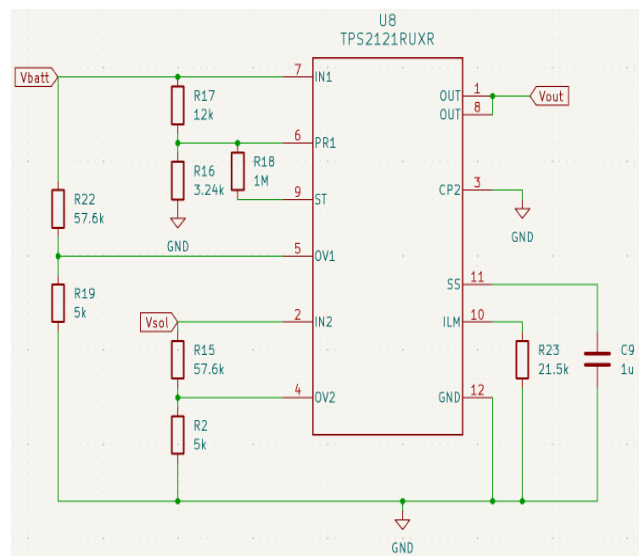 U8
TPS2121RUXR
Vbatt
7
IN1
R17
12k
OUT
1
Vout
OUT
8
6
PR1
R18
1M
R16
3.24k
9
ST
CP2
3
R22
57.6k
GND
GND
5
OV1
R19
5k
SS
11
Vsol
2
IN2
ILM
10
R15
57.6k
R23
21.5k
C9
1u
4
OV2
GND
12
R2
5k
GND